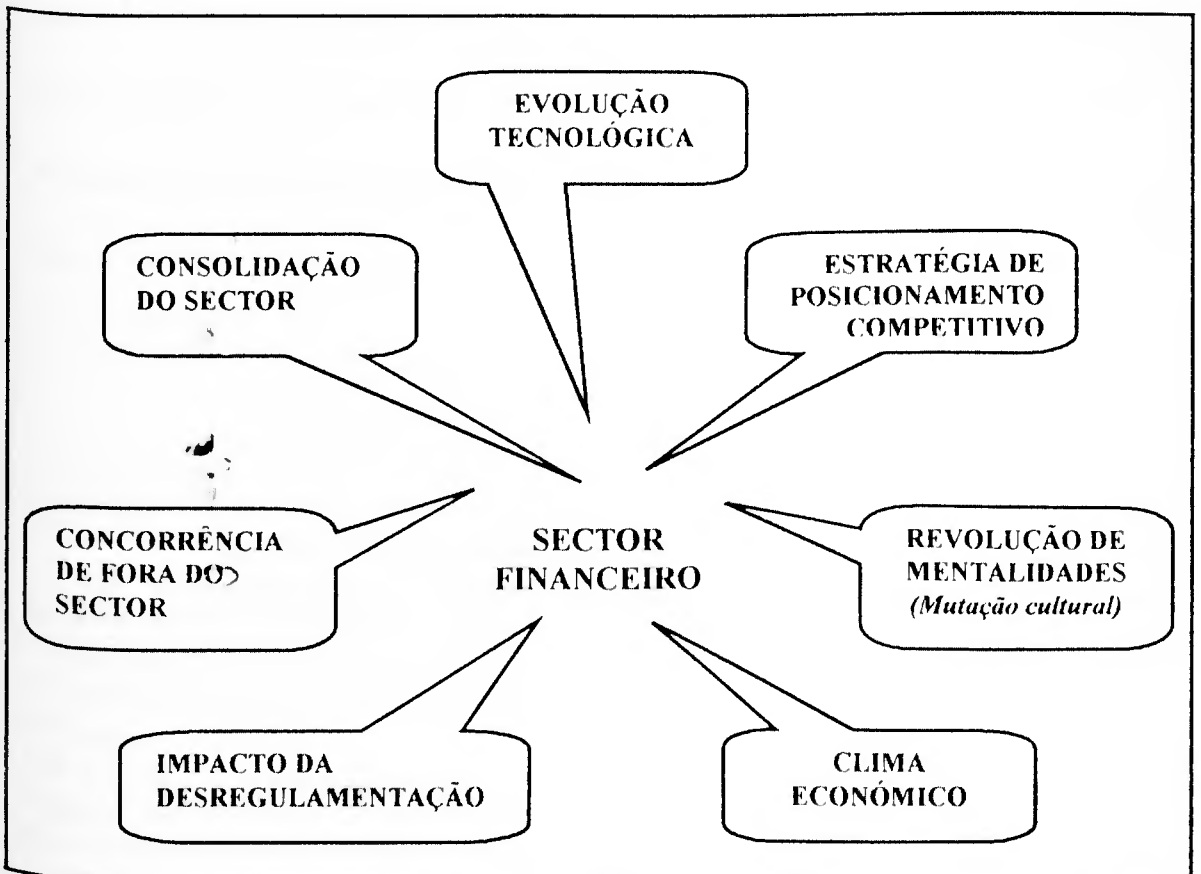 EVOLUÇÃO
TECNOLÓGICA
CONSOLIDAÇÃO
DO SECTOR
ESTRATÉGIA DE
POSICIONAMENTO
COMPETITIVO
CONCORRÊNCIA
DE FORA DO
SECTOR
SECTOR
FINANCEIRO
REVOLUÇÃO DE
MENTALIDADES
(Mutação cultural)
IMPACTO DA
DESREGULAMENTAÇÃO
CLIMA
ECONÓMICO